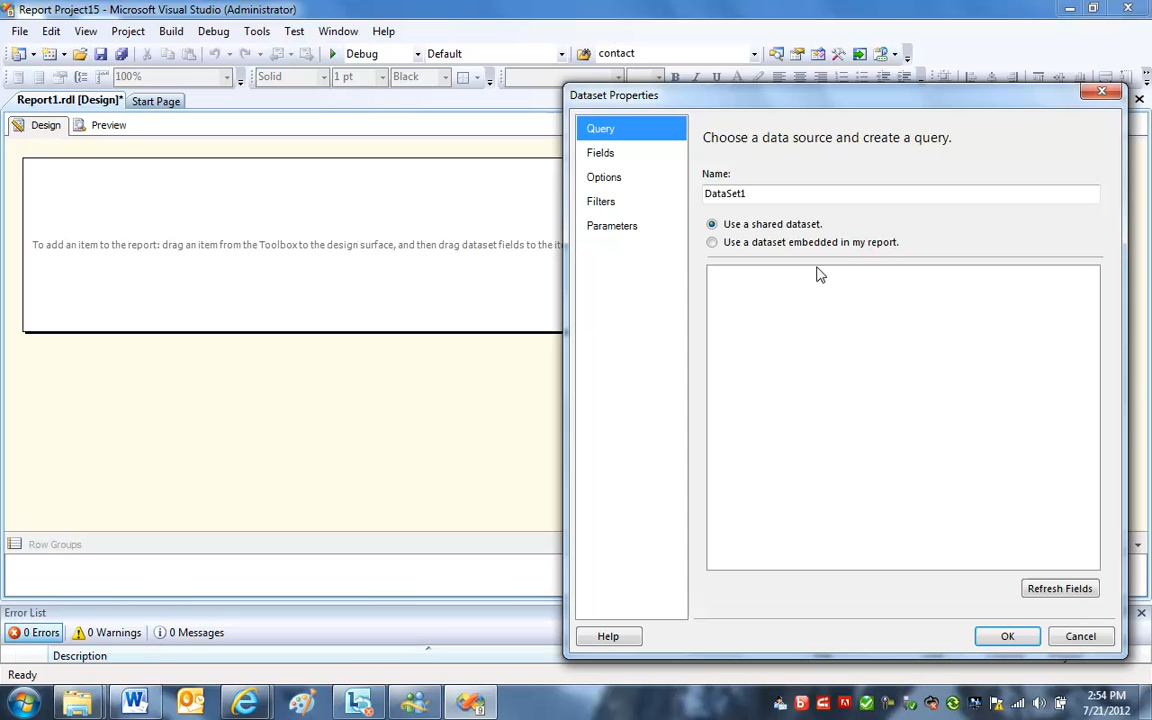 Report Project15 - Microsoft Visual Studio (Administrator)
File Edit View Project Build Debug Tools Test Window Help
Debug Default contact
100% Solid 1 pt Black B I U A
Report1.rdl [Design]* Start Page
Design Preview
To add an item to the report: drag an item from the Toolbox to the design surface, and then drag dataset fields to the ite
Row Groups
Error List
0 Errors 0 Warnings 0 Messages
Description
Ready
Dataset Properties
Query
Fields
Options
Filters
Parameters
Choose a data source and create a query.
Name:
DataSet1
Use a shared dataset.
Use a dataset embedded in my report.
Refresh Fields
Help OK Cancel
2:54 PM
7/21/2012